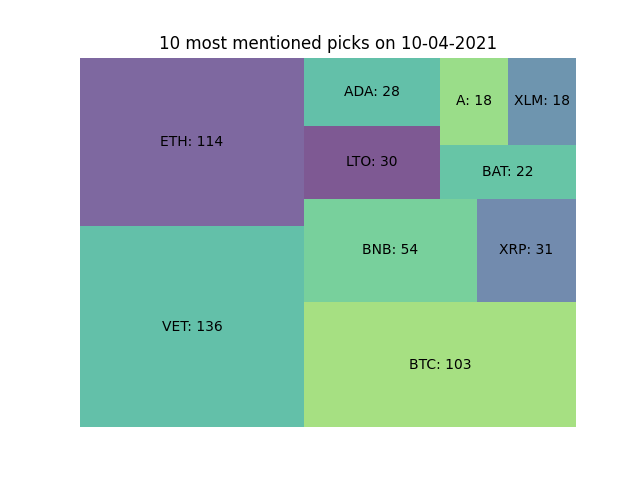 10 most mentioned picks on 10-04-2021
ADA: 28
A: 18
XLM: 18
ETH: 114
LTO: 30
BAT: 22
BNB: 54
XRP: 31
VET: 136
BTC: 103